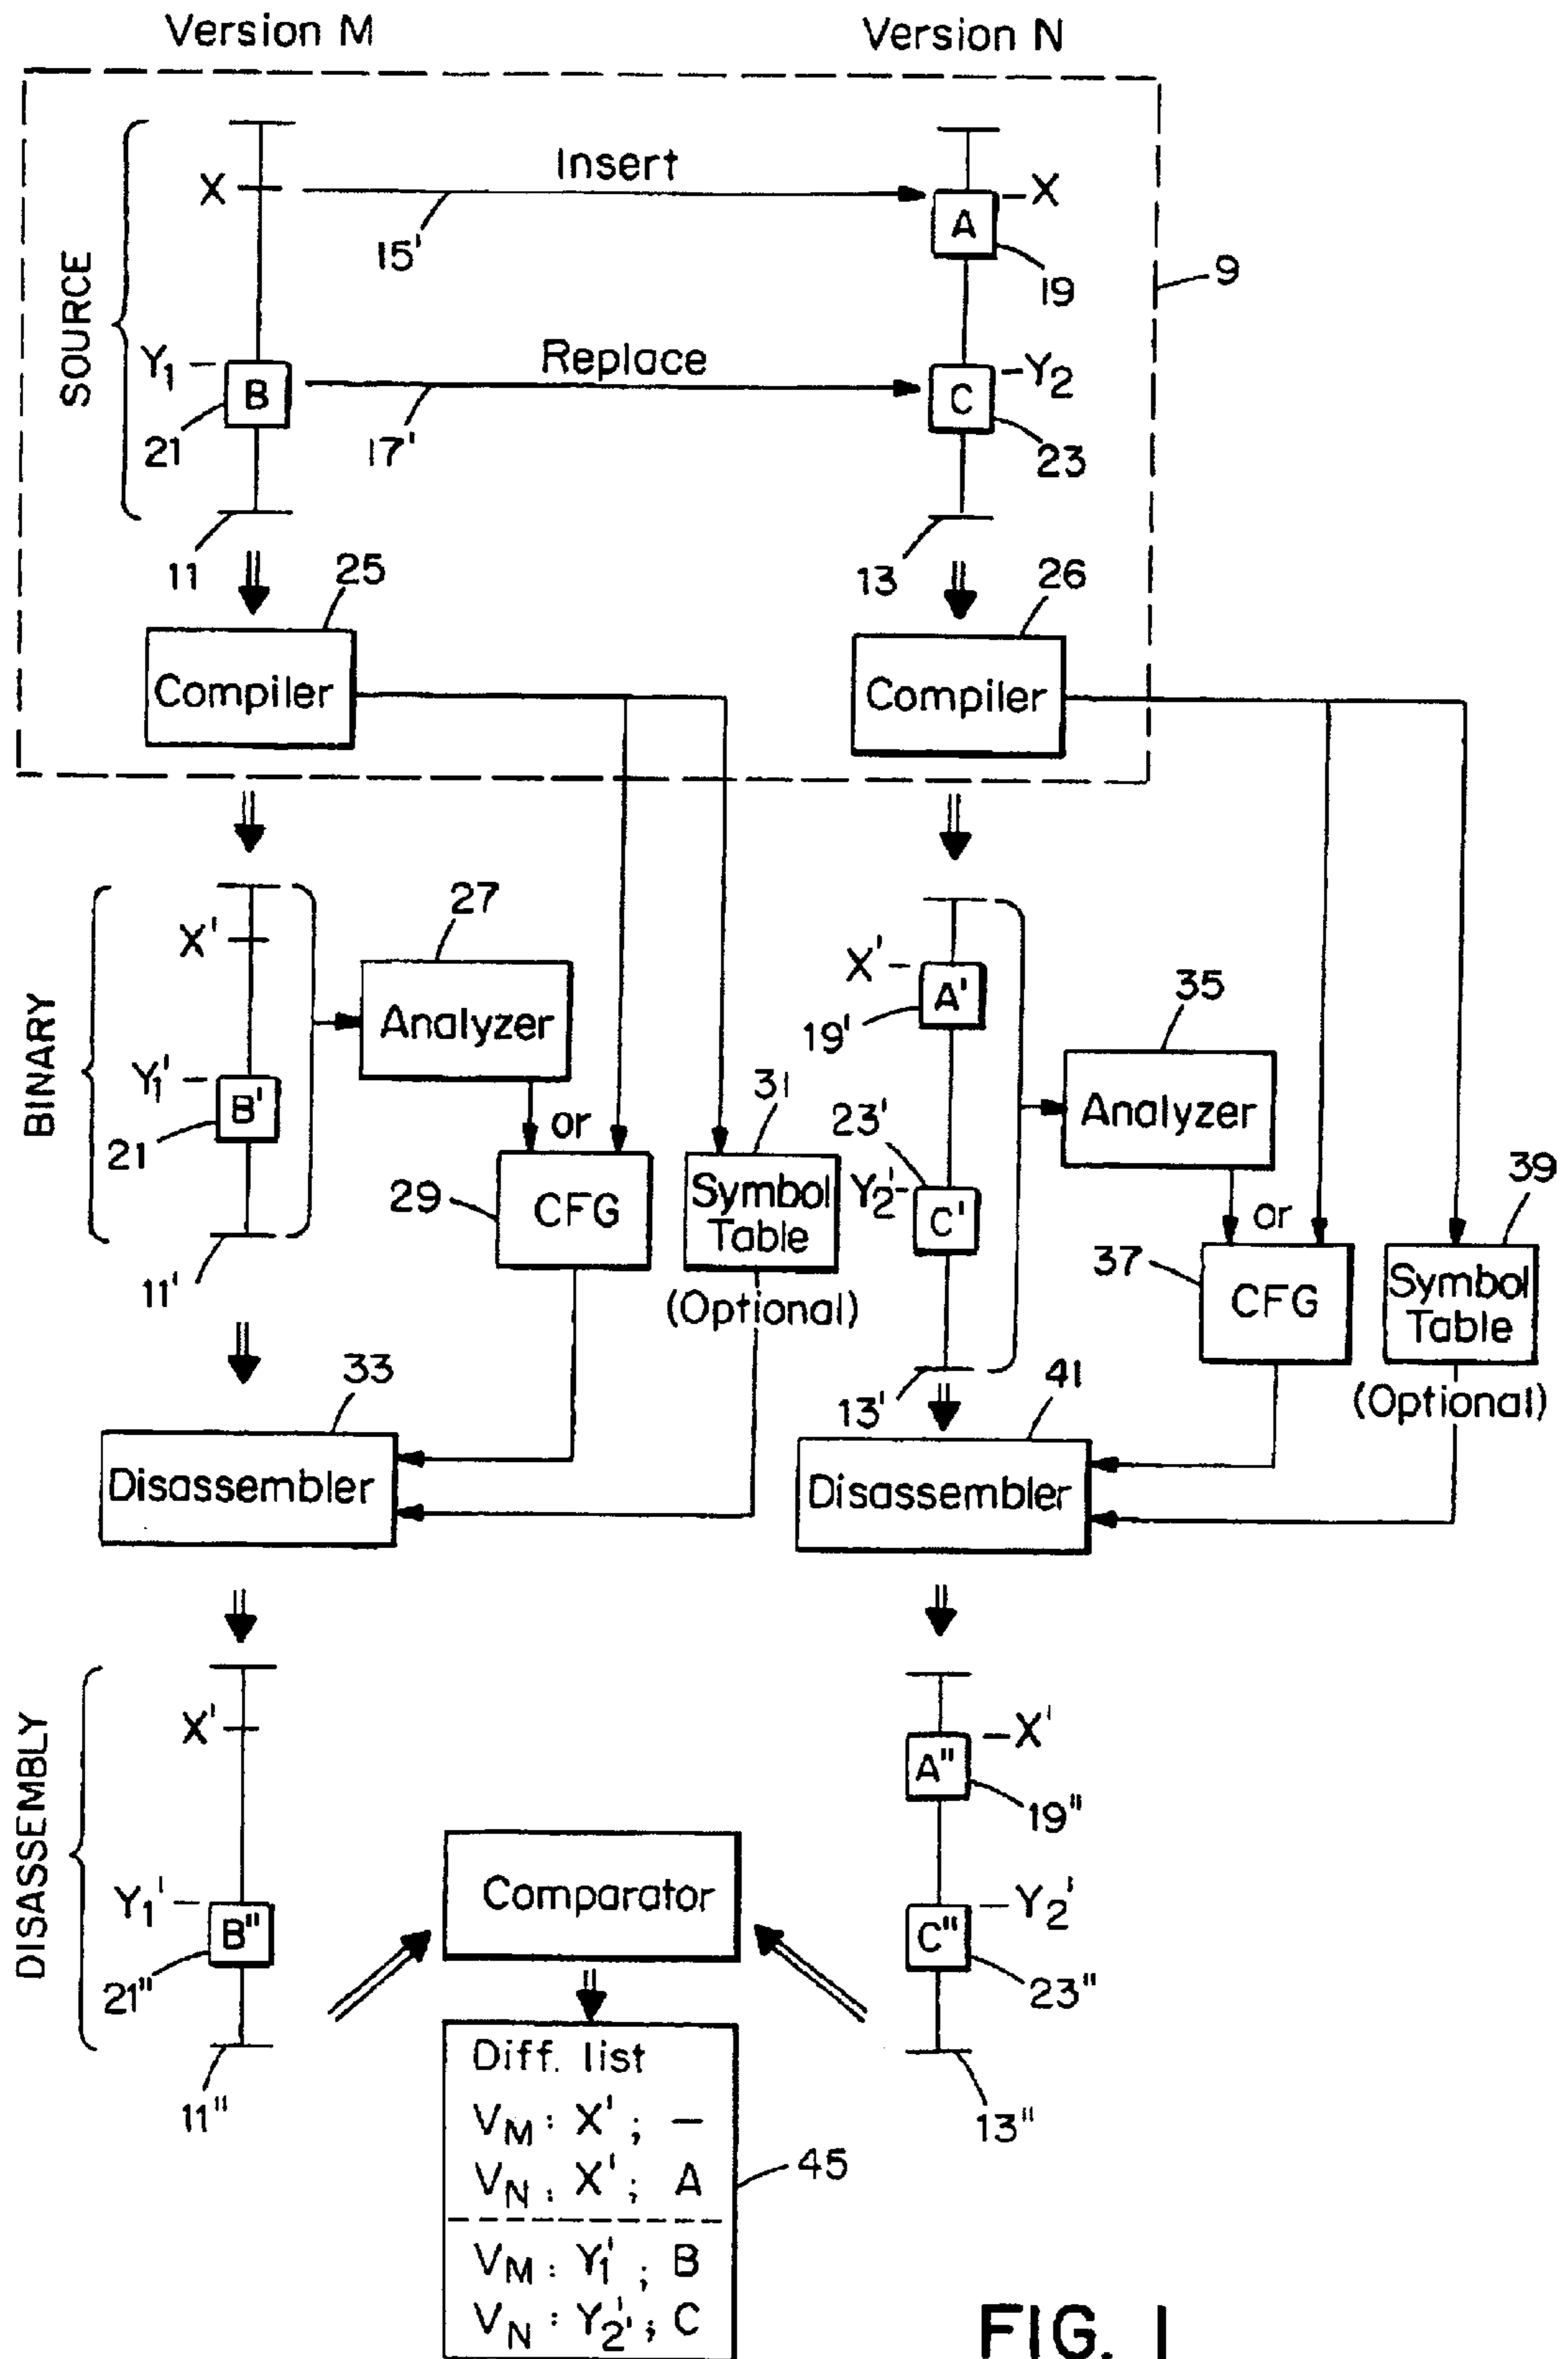 Version M
Version N
SOURCE
Insert
X
15'
X
A
19
9
Y1
Replace
B
21
17'
Y2
C
23
11
25
13
26
Compiler
Compiler
BINARY
X'
27
Analyzer
Y1'
B'
21
or
31
29
CFG
Symbol
Table
(Optional)
11'
X'
A'
19'
35
Analyzer
23'
Y2'
C'
or
39
37
CFG
Symbol
Table
(Optional)
13'
33
41
Disassembler
Disassembler
DISASSEMBLY
X'
X'
A"
19"
Comparator
Y1'
B"
21"
Y2'
C"
23"
11"
13"
Diff. list
VM: X'; –
VN: X'; A
45
VM: Y1'; B
VN: Y2'; C
FIG. 1